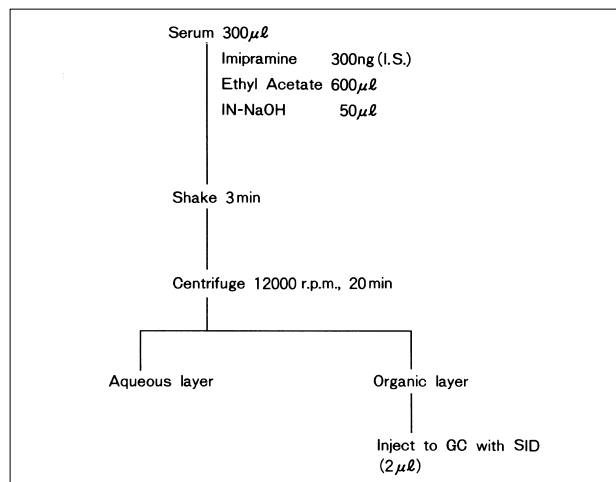 Serum 300μℓ
Imipramine 300ng (I.S.)
Ethyl Acetate 600μℓ
IN-NaOH 50μℓ
Shake 3min
Centrifuge 12000 r.p.m., 20min
Aqueous layer
Organic layer
Inject to GC with SID
(2μℓ)